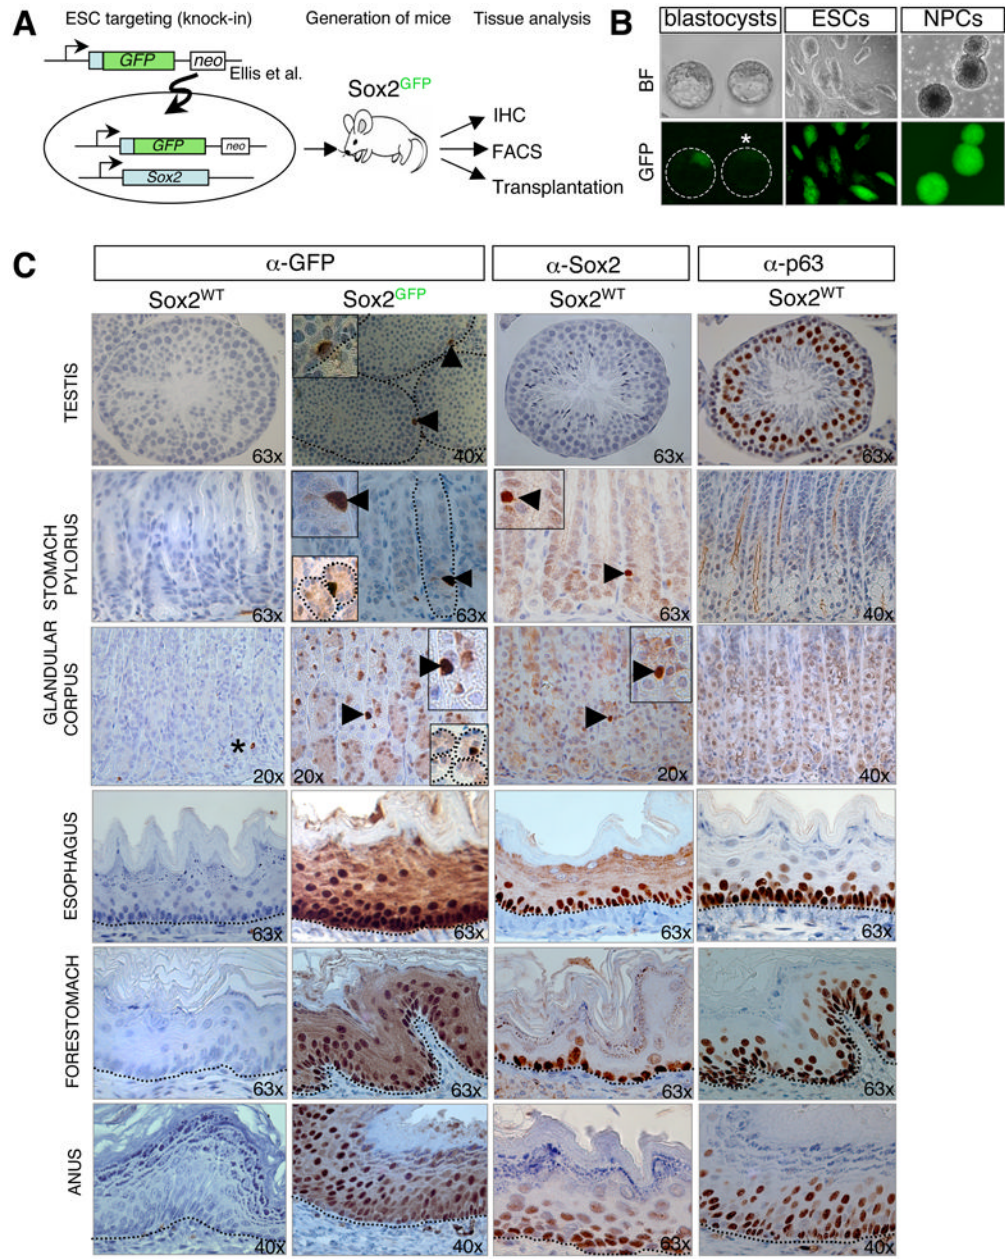 A
ESC targeting (knock-in)
Generation of mice
Tissue analysis
GFP
neo
Ellis et al.
GFP
neo
Sox2
Sox2GFP
IHC
FACS
Transplantation
B
blastocysts
ESCs
NPCs
BF
GFP
*
C
α-GFP
α-Sox2
α-p63
Sox2WT
Sox2GFP
Sox2WT
Sox2WT
TESTIS
63x
40x
63x
63x
GLANDULAR STOMACH
PYLORUS
63x
63x
63x
40x
CORPUS
*
20x
20x
20x
40x
ESOPHAGUS
63x
63x
63x
63x
FORESTOMACH
63x
63x
63x
63x
ANUS
40x
40x
63x
40x